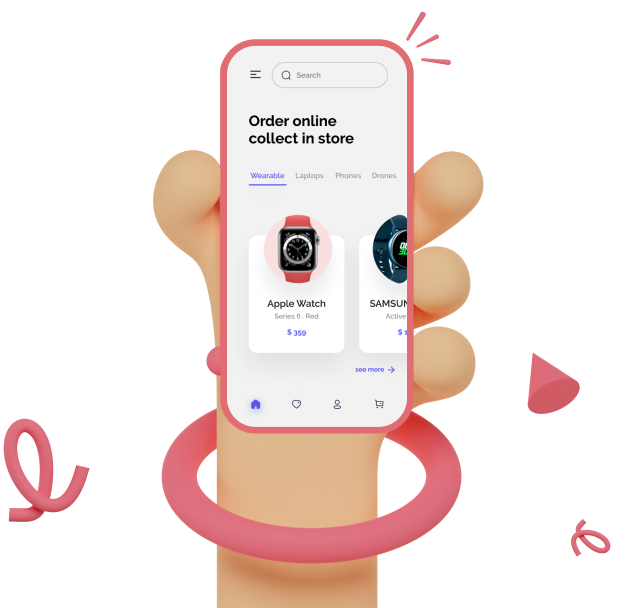 Search
Order online
collect in store
Wearable Laptops Phones Drones
Apple Watch
Series 6 . Red
$ 359
Active
see more